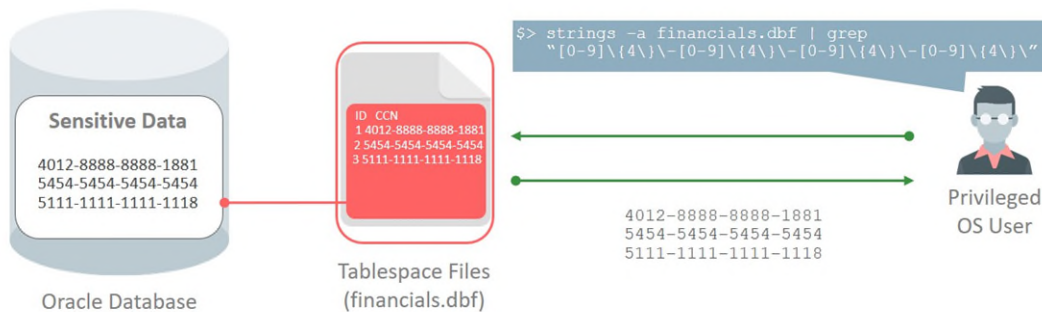 $> strings -a financials.dbf | grep
"[0-9]\{4\}\-[0-9]\{4\}\-[0-9]\{4\}\-[0-9]\{4\}\"
Sensitive Data
4012-8888-8888-1881
5454-5454-5454-5454
5111-1111-1111-1118
Oracle Database
ID CCN
1 4012-8888-8888-1881
2 5454-5454-5454-5454
3 5111-1111-1111-1118
Tablespace Files
(financials.dbf)
4012-8888-8888-1881
5454-5454-5454-5454
5111-1111-1111-1118
Privileged
OS User